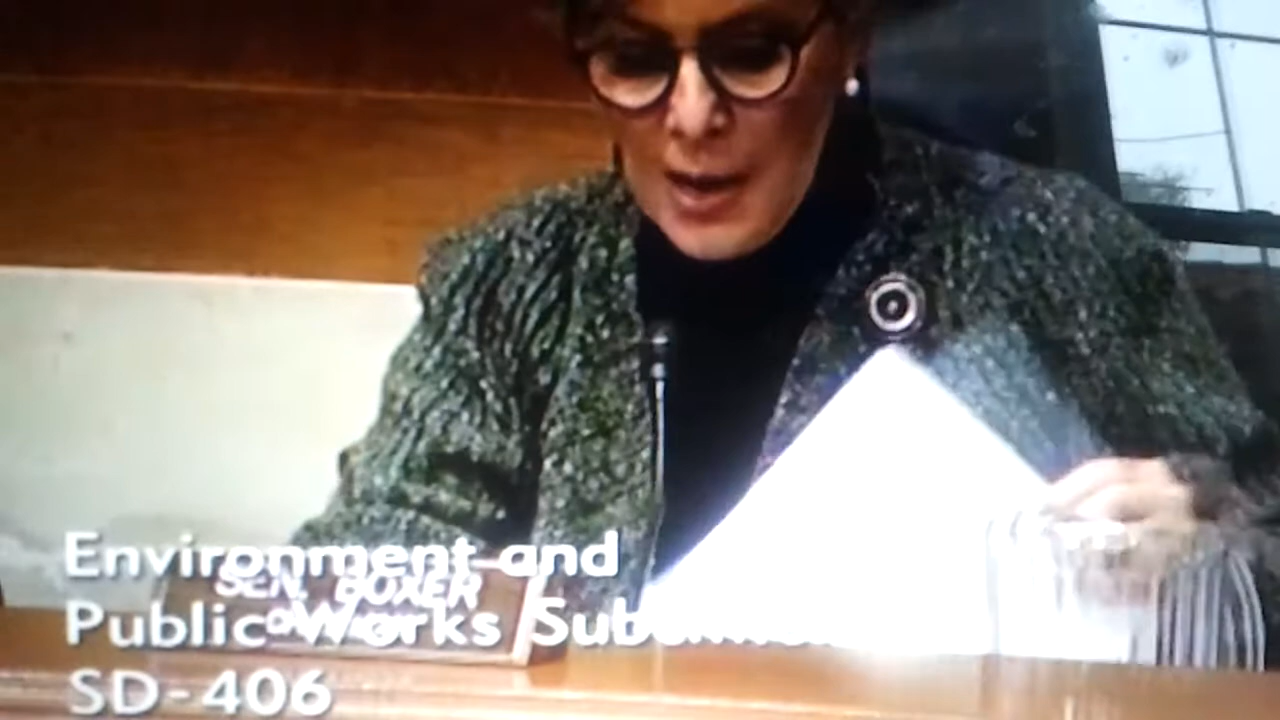 Environment and
SEN. BOXER
Public Works
SD-406